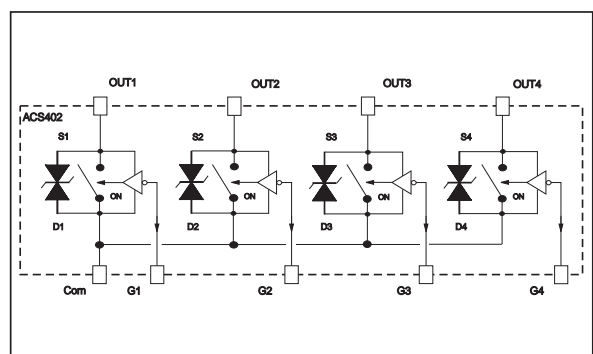 OUT1 OUT2 OUT3 OUT4
ACS402
S1 S2 S3 S4
ON ON ON ON
D1 D2 D3 D4
Com G1 G2 G3 G4